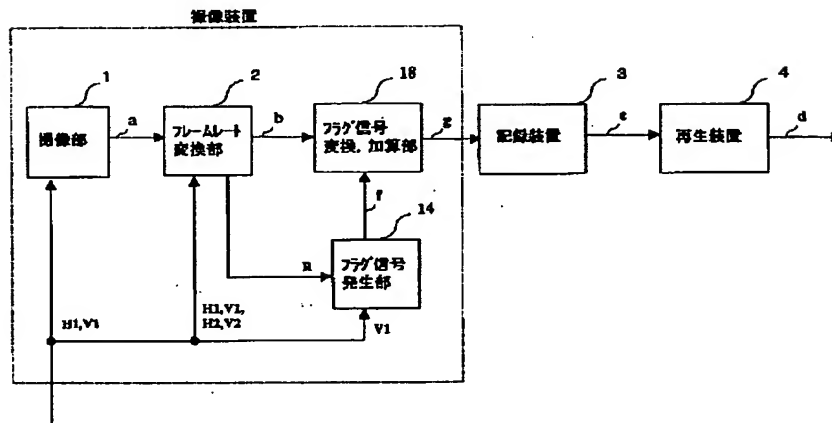 撮像装置
1
2
18
3
4
撮像部
a
フレームレート
変換部
b
フラグ信号
変換，加算部
g
記録装置
再生装置
d
f
14
フラグ信号
発生部
H1,V1
H1,V1,
H2,V2
V1